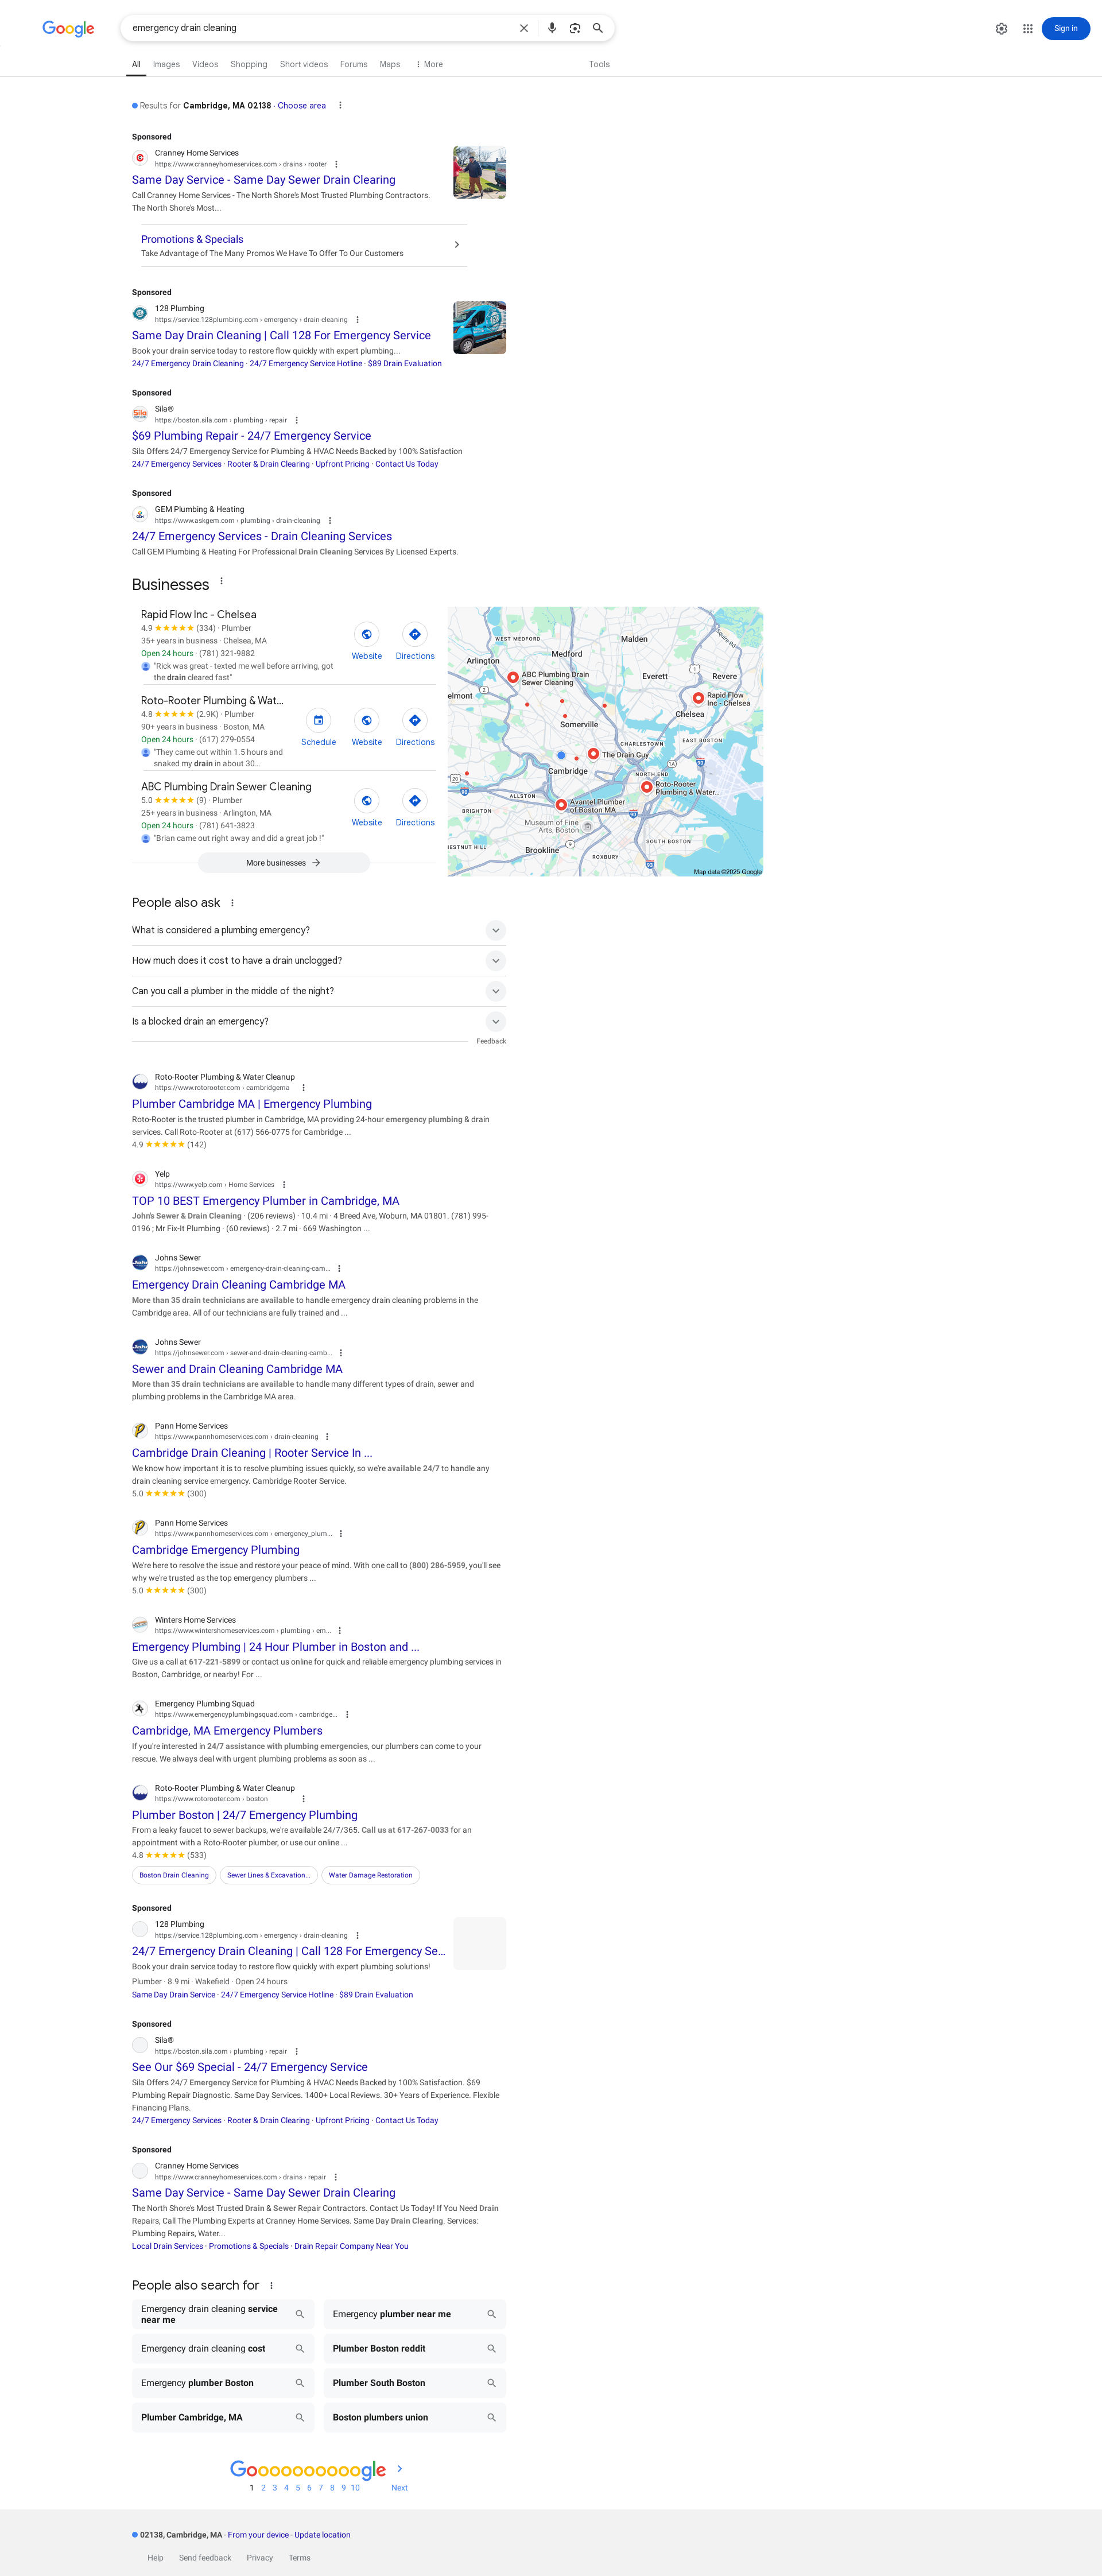 Google
emergency drain cleaning
Sign in
All
Images
Videos
Shopping
Short videos
Forums
Maps
More
Tools
Results for Cambridge, MA 02138 · Choose area
Sponsored
Cranney Home Services
https://www.cranneyhomeservices.com › drains › rooter
Same Day Service - Same Day Sewer Drain Clearing
Call Cranney Home Services - The North Shore's Most Trusted Plumbing Contractors.
The North Shore's Most...
Promotions & Specials
Take Advantage of The Many Promos We Have To Offer To Our Customers
Sponsored
128 Plumbing
https://service.128plumbing.com › emergency › drain-cleaning
Same Day Drain Cleaning | Call 128 For Emergency Service
Book your drain service today to restore flow quickly with expert plumbing...
24/7 Emergency Drain Cleaning · 24/7 Emergency Service Hotline · $89 Drain Evaluation
Sponsored
Sila®
https://boston.sila.com › plumbing › repair
$69 Plumbing Repair - 24/7 Emergency Service
Sila Offers 24/7 Emergency Service for Plumbing & HVAC Needs Backed by 100% Satisfaction
24/7 Emergency Services · Rooter & Drain Clearing · Upfront Pricing · Contact Us Today
Sponsored
GEM Plumbing & Heating
https://www.askgem.com › plumbing › drain-cleaning
24/7 Emergency Services - Drain Cleaning Services
Call GEM Plumbing & Heating For Professional Drain Cleaning Services By Licensed Experts.
Businesses
Rapid Flow Inc - Chelsea
4.9 ★★★★★ (334) · Plumber
35+ years in business · Chelsea, MA
Open 24 hours · (781) 321-9882
"Rick was great - texted me well before arriving, got
the drain cleared fast"
Website
Directions
Roto-Rooter Plumbing & Wat...
4.8 ★★★★★ (2.9K) · Plumber
90+ years in business · Boston, MA
Open 24 hours · (617) 279-0554
"They came out within 1.5 hours and
snaked my drain in about 30...
Schedule
Website
Directions
ABC Plumbing Drain Sewer Cleaning
5.0 ★★★★★ (9) · Plumber
25+ years in business · Arlington, MA
Open 24 hours · (781) 641-3823
"Brian came out right away and did a great job !"
Website
Directions
More businesses
WEST MEDFORD
Malden
Squire Rd
Medford
Arlington
1
Everett
Revere
ABC Plumbing Drain
Sewer Cleaning
elmont
2
Rapid Flow
Inc - Chelsea
Chelsea
Somerville
CHARLESTOWN
EAST BOSTON
The Drain Guy
1A
90
Cambridge
NORTH END
20
Roto-Rooter
Plumbing & Water...
90
ALLSTON
BRIGHTON
Avantel Plumber
of Boston MA
90
Museum of Fine
Arts, Boston
SOUTH BOSTON
HESTNUT HILL
Brookline
9
ROXBURY
93
Map data ©2025 Google
People also ask
What is considered a plumbing emergency?
How much does it cost to have a drain unclogged?
Can you call a plumber in the middle of the night?
Is a blocked drain an emergency?
Feedback
Roto-Rooter Plumbing & Water Cleanup
https://www.rotorooter.com › cambridgema
Plumber Cambridge MA | Emergency Plumbing
Roto-Rooter is the trusted plumber in Cambridge, MA providing 24-hour emergency plumbing & drain
services. Call Roto-Rooter at (617) 566-0775 for Cambridge ...
4.9 ★★★★★ (142)
Yelp
https://www.yelp.com › Home Services
TOP 10 BEST Emergency Plumber in Cambridge, MA
John's Sewer & Drain Cleaning · (206 reviews) · 10.4 mi · 4 Breed Ave, Woburn, MA 01801. (781) 995-
0196 ; Mr Fix-It Plumbing · (60 reviews) · 2.7 mi · 669 Washington ...
Johns Sewer
https://johnsewer.com › emergency-drain-cleaning-cam...
Emergency Drain Cleaning Cambridge MA
More than 35 drain technicians are available to handle emergency drain cleaning problems in the
Cambridge area. All of our technicians are fully trained and ...
Johns Sewer
https://johnsewer.com › sewer-and-drain-cleaning-camb...
Sewer and Drain Cleaning Cambridge MA
More than 35 drain technicians are available to handle many different types of drain, sewer and
plumbing problems in the Cambridge MA area.
Pann Home Services
https://www.pannhomeservices.com › drain-cleaning
Cambridge Drain Cleaning | Rooter Service In ...
We know how important it is to resolve plumbing issues quickly, so we're available 24/7 to handle any
drain cleaning service emergency. Cambridge Rooter Service.
5.0 ★★★★★ (300)
Pann Home Services
https://www.pannhomeservices.com › emergency_plum...
Cambridge Emergency Plumbing
We're here to resolve the issue and restore your peace of mind. With one call to (800) 286-5959, you'll see
why we're trusted as the top emergency plumbers ...
5.0 ★★★★★ (300)
Winters Home Services
https://www.wintershomeservices.com › plumbing › em...
Emergency Plumbing | 24 Hour Plumber in Boston and ...
Give us a call at 617-221-5899 or contact us online for quick and reliable emergency plumbing services in
Boston, Cambridge, or nearby! For ...
Emergency Plumbing Squad
https://www.emergencyplumbingsquad.com › cambridge...
Cambridge, MA Emergency Plumbers
If you're interested in 24/7 assistance with plumbing emergencies, our plumbers can come to your
rescue. We always deal with urgent plumbing problems as soon as ...
Roto-Rooter Plumbing & Water Cleanup
https://www.rotorooter.com › boston
Plumber Boston | 24/7 Emergency Plumbing
From a leaky faucet to sewer backups, we're available 24/7/365. Call us at 617-267-0033 for an
appointment with a Roto-Rooter plumber, or use our online ...
4.8 ★★★★★ (533)
Boston Drain Cleaning
Sewer Lines & Excavation...
Water Damage Restoration
Sponsored
128 Plumbing
https://service.128plumbing.com › emergency › drain-cleaning
24/7 Emergency Drain Cleaning | Call 128 For Emergency Se...
Book your drain service today to restore flow quickly with expert plumbing solutions!
Plumber · 8.9 mi · Wakefield · Open 24 hours
Same Day Drain Service · 24/7 Emergency Service Hotline · $89 Drain Evaluation
Sponsored
Sila®
https://boston.sila.com › plumbing › repair
See Our $69 Special - 24/7 Emergency Service
Sila Offers 24/7 Emergency Service for Plumbing & HVAC Needs Backed by 100% Satisfaction. $69
Plumbing Repair Diagnostic. Same Day Services. 1400+ Local Reviews. 30+ Years of Experience. Flexible
Financing Plans.
24/7 Emergency Services · Rooter & Drain Clearing · Upfront Pricing · Contact Us Today
Sponsored
Cranney Home Services
https://www.cranneyhomeservices.com › drains › repair
Same Day Service - Same Day Sewer Drain Clearing
The North Shore's Most Trusted Drain & Sewer Repair Contractors. Contact Us Today! If You Need Drain
Repairs, Call The Plumbing Experts at Cranney Home Services. Same Day Drain Clearing. Services:
Plumbing Repairs, Water...
Local Drain Services · Promotions & Specials · Drain Repair Company Near You
People also search for
Emergency drain cleaning service
near me
Emergency plumber near me
Emergency drain cleaning cost
Plumber Boston reddit
Emergency plumber Boston
Plumber South Boston
Plumber Cambridge, MA
Boston plumbers union
Goooooooooogle
1 2 3 4 5 6 7 8 9 10 Next
02138, Cambridge, MA · From your device · Update location
Help
Send feedback
Privacy
Terms